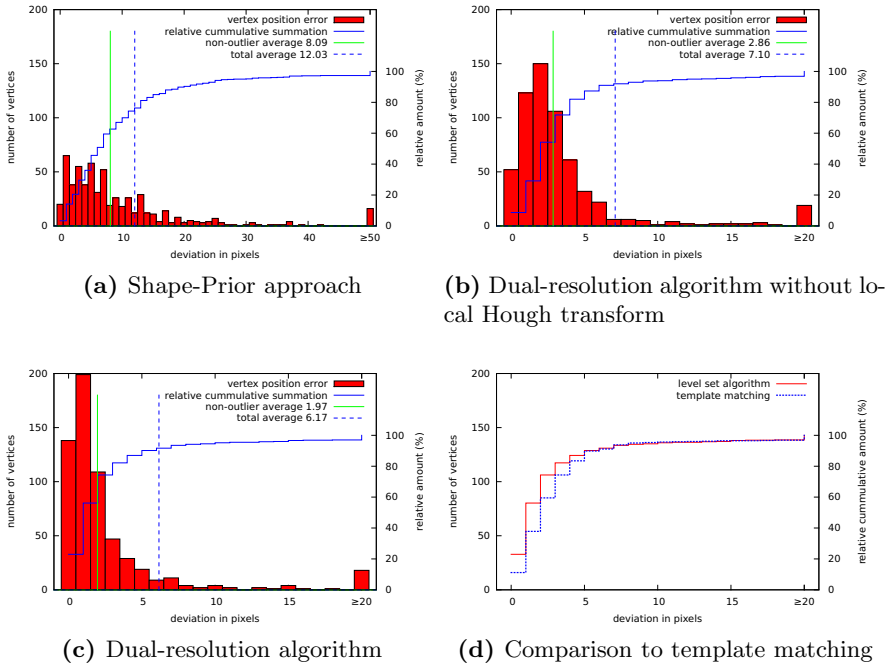 200
150
100
50
0
number of vertices
vertex position error
relative cummulative summation
non-outlier average 8.09
total average 12.03
100
80
60
40
20
0
relative amount (%)
0 10 20 30 40 ≥50
deviation in pixels
(a) Shape-Prior approach
200
150
100
50
0
number of vertices
vertex position error
relative cummulative summation
non-outlier average 2.86
total average 7.10
100
80
60
40
20
0
relative amount (%)
0 5 10 15 ≥20
deviation in pixels
(b) Dual-resolution algorithm without lo-
cal Hough transform
200
150
100
50
0
number of vertices
vertex position error
relative cummulative summation
non-outlier average 1.97
total average 6.17
100
80
60
40
20
0
relative amount (%)
0 5 10 15 ≥20
deviation in pixels
(c) Dual-resolution algorithm
200
150
100
50
0
number of vertices
level set algorithm
template matching
100
80
60
40
20
0
relative cummulative amount (%)
0 5 10 15 ≥20
deviation in pixels
(d) Comparison to template matching